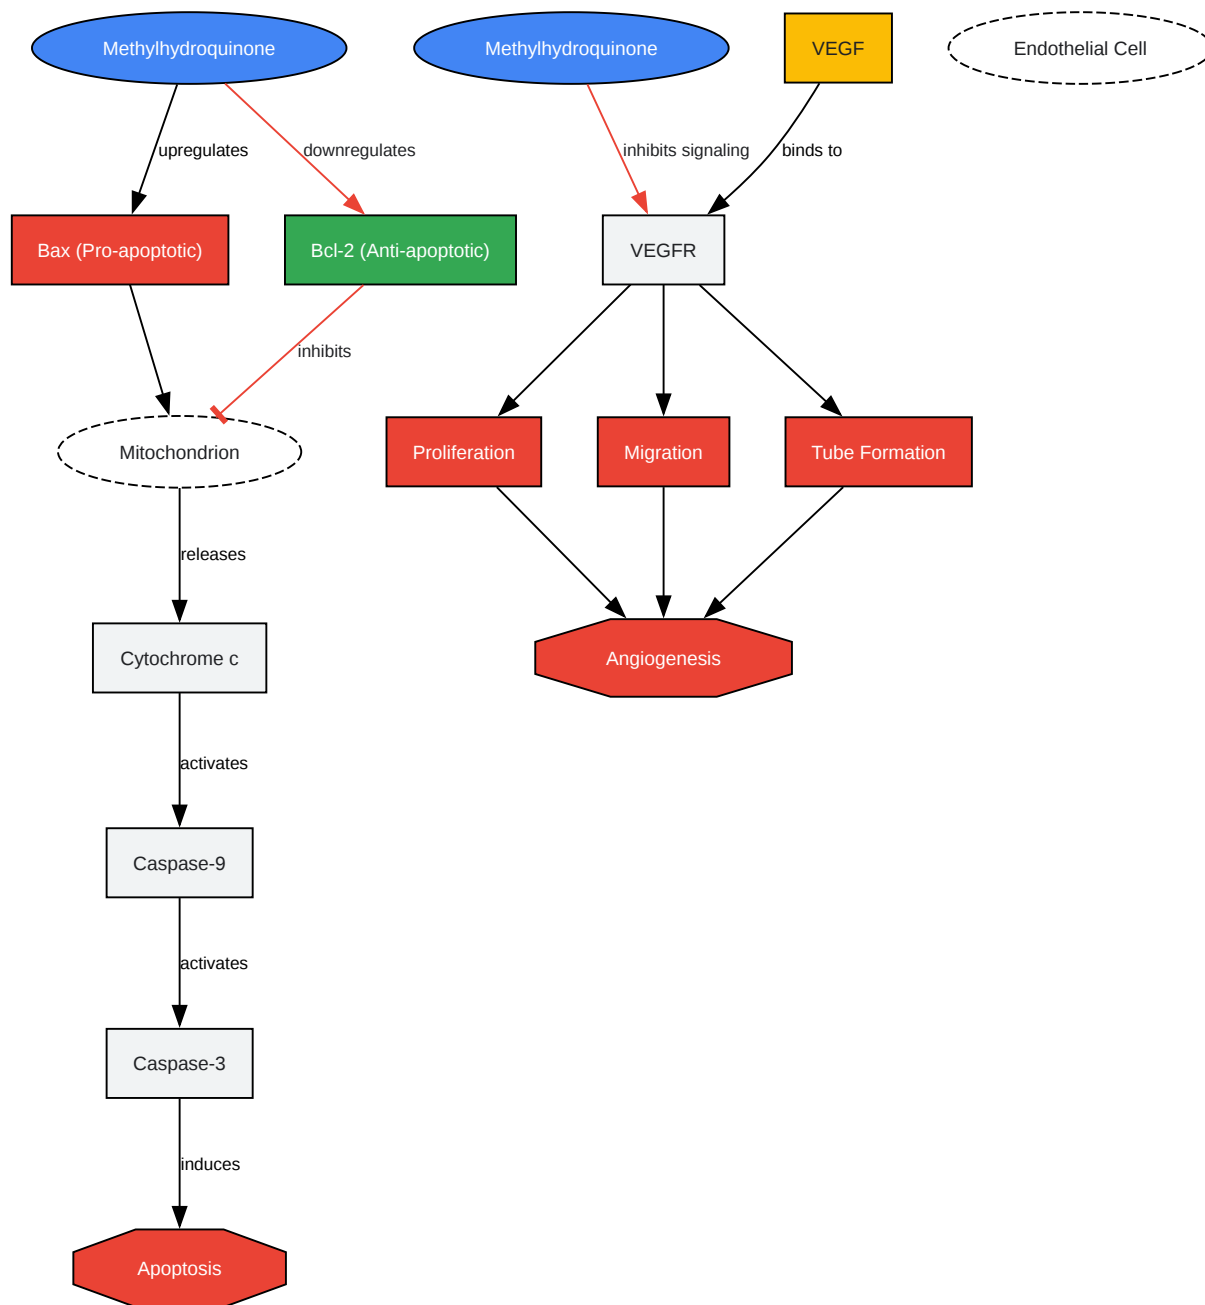 Methylhydroquinone
Methylhydroquinone
VEGF
Endothelial Cell
upregulates
downregulates
inhibits signaling
binds to
Bax (Pro-apoptotic)
Bcl-2 (Anti-apoptotic)
VEGFR
inhibits
Mitochondrion
Proliferation
Migration
Tube Formation
releases
Cytochrome c
Angiogenesis
activates
Caspase-9
activates
Caspase-3
induces
Apoptosis